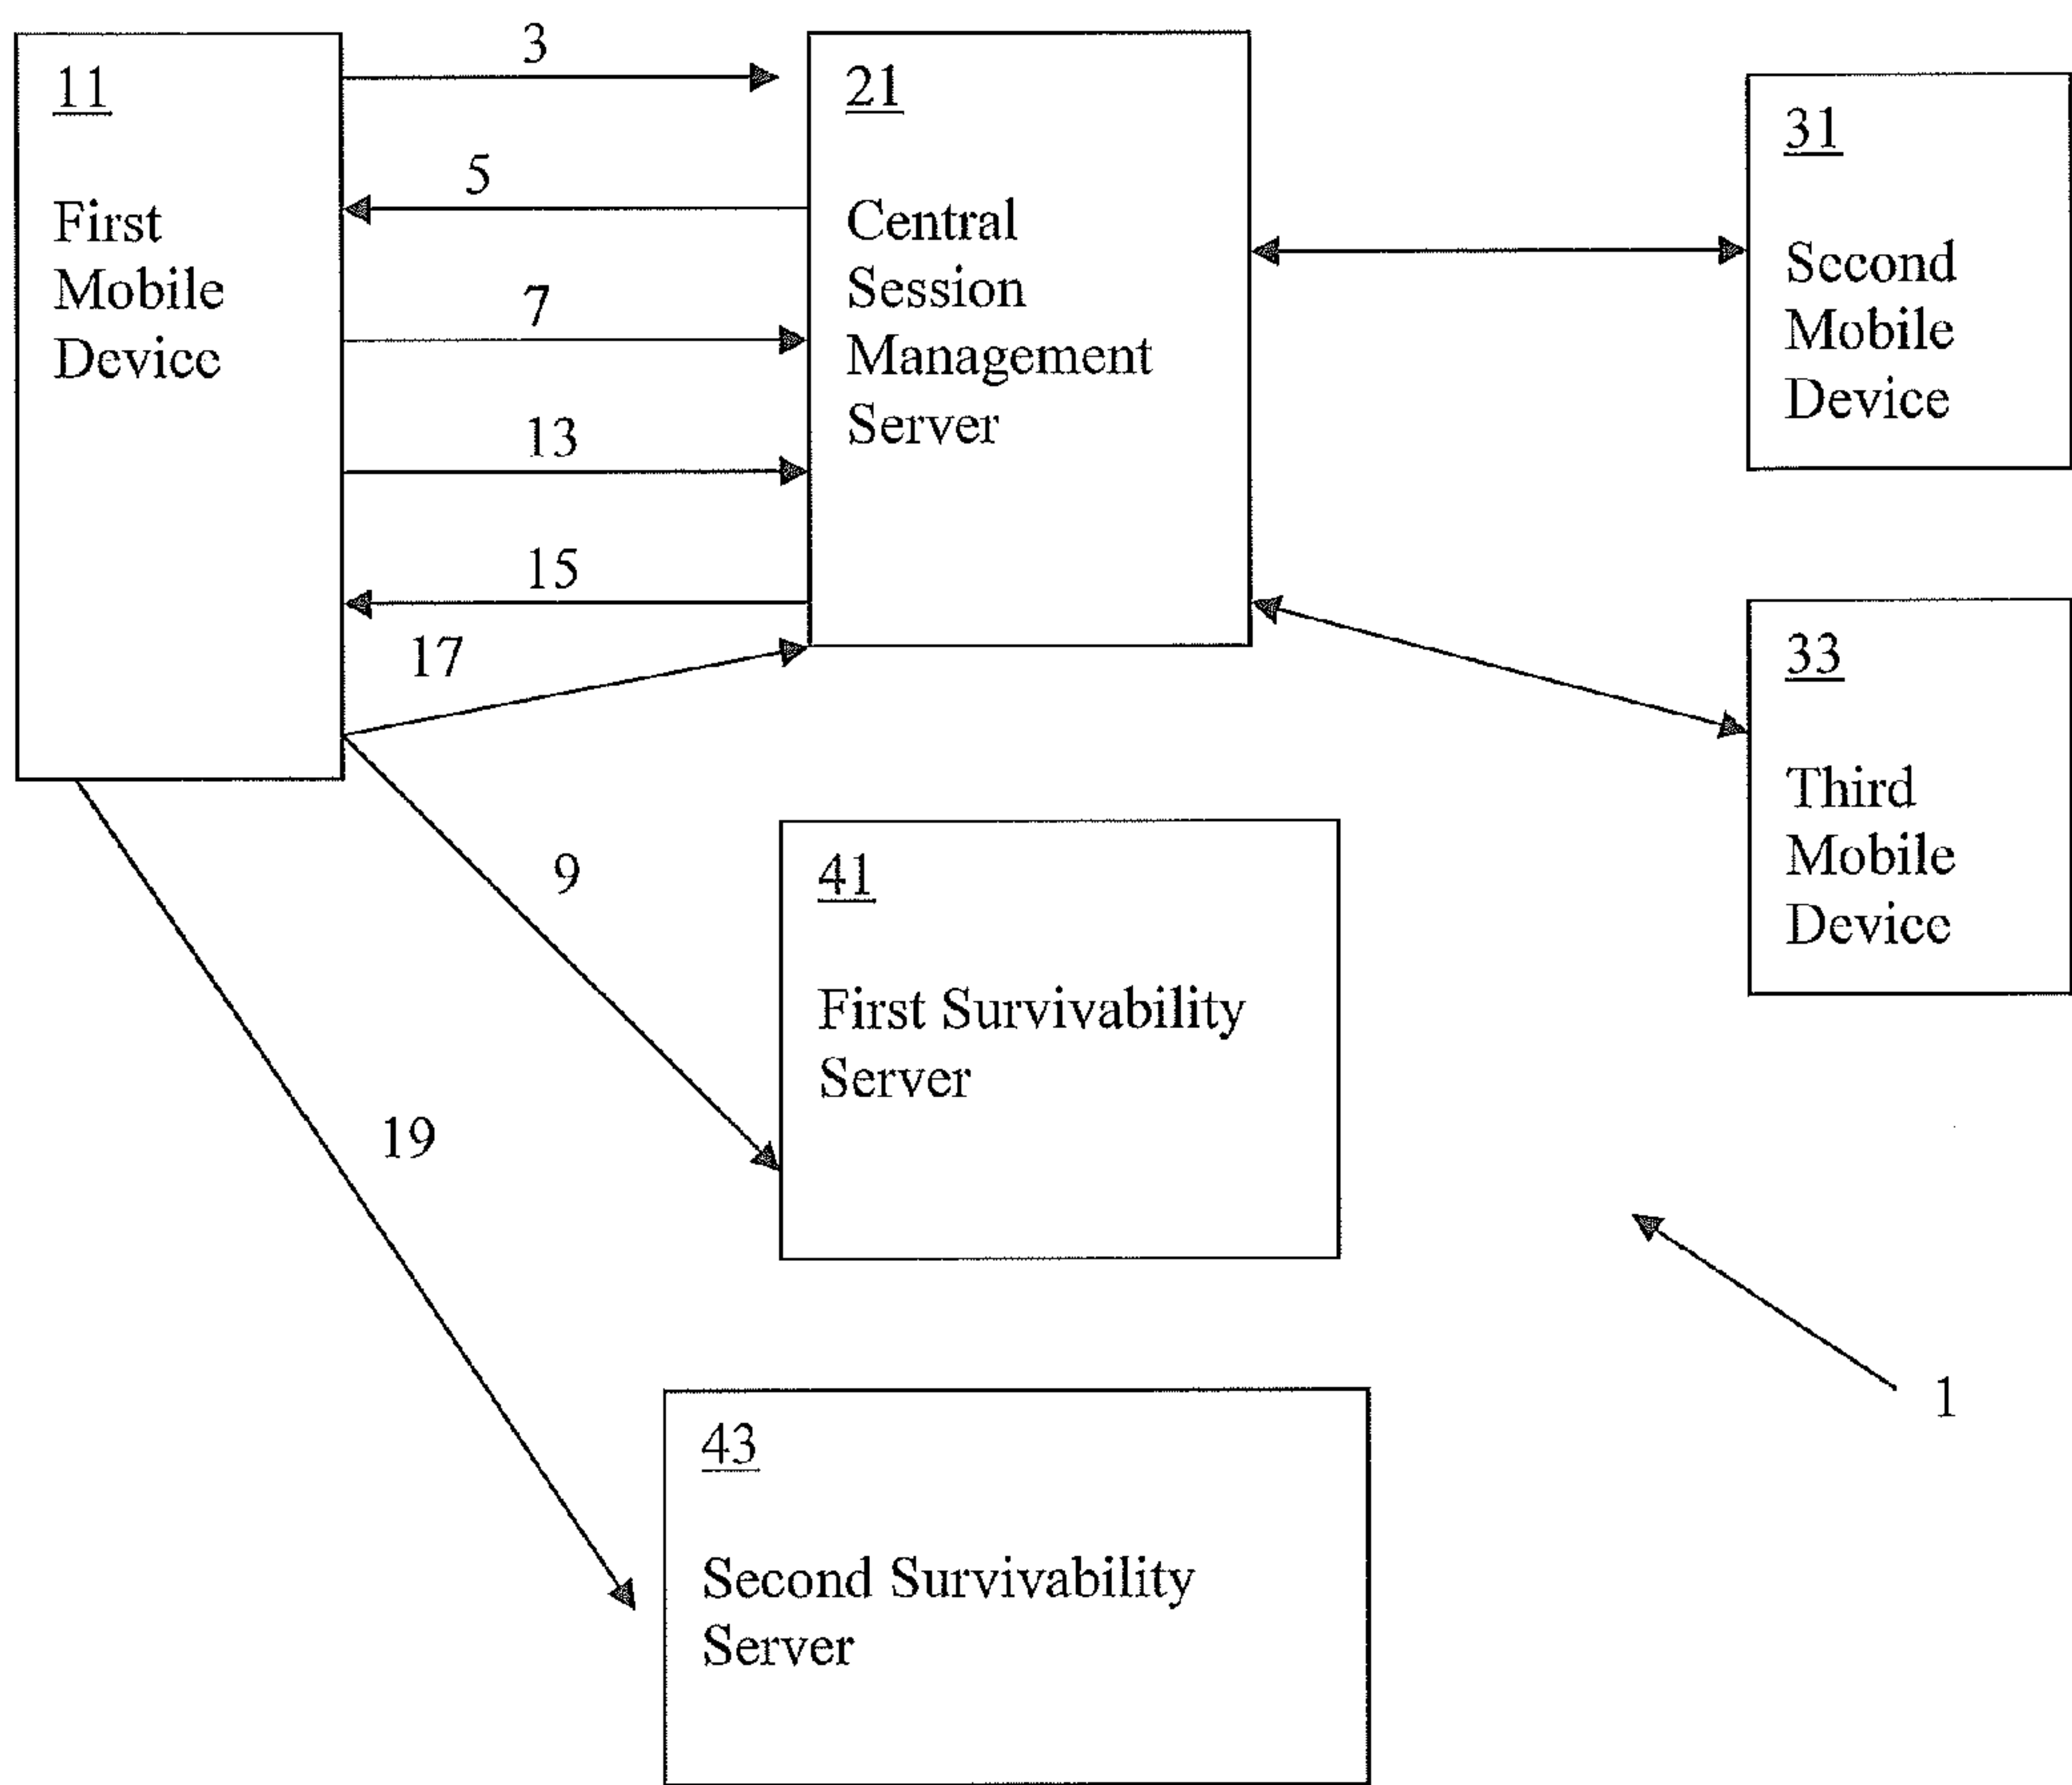 11
First
Mobile
Device
3
5
7
13
15
17
9
19
21
Central
Session
Management
Server
31
Second
Mobile
Device
33
Third
Mobile
Device
41
First Survivability
Server
43
Second Survivability
Server
1